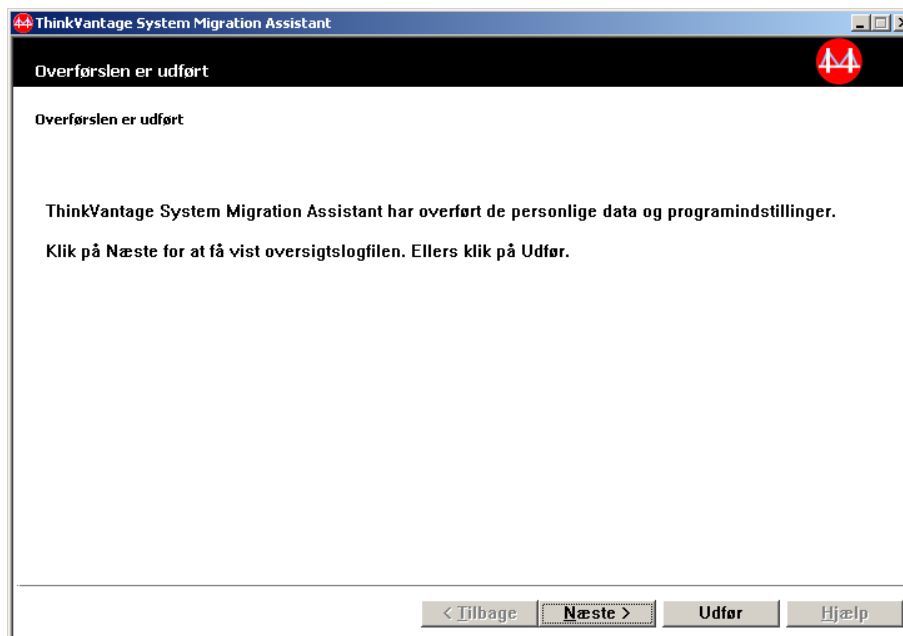 ThinkVantage System Migration Assistant
Overførslen er udført
Overførslen er udført
ThinkVantage System Migration Assistant har overført de personlige data og programindstillinger.
Klik på Næste for at få vist oversigtslogfilen. Ellers klik på Udfør.
< Tilbage
Næste >
Udfør
Hjælp